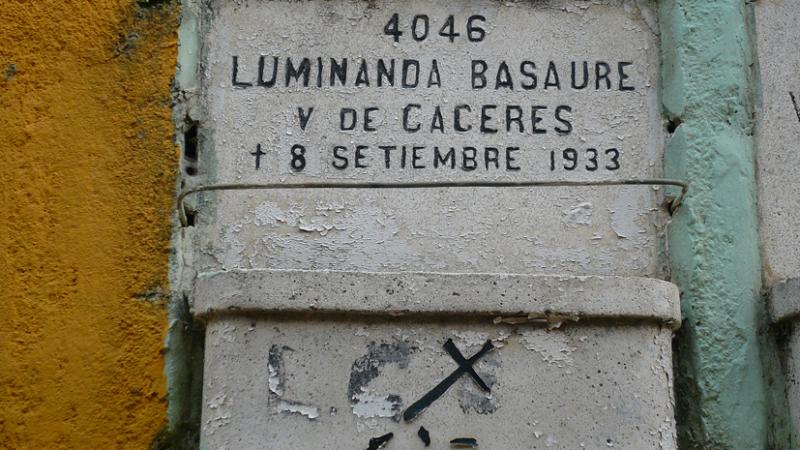 4046
LUMINANDA BASAURE
V DE CACERES
† 8 SETIEMBRE 1933